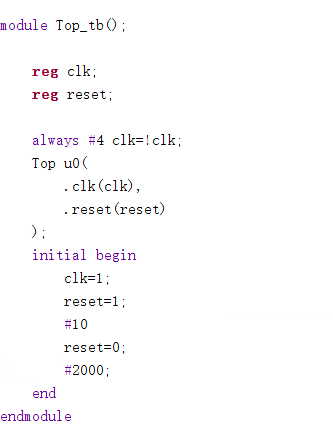 module Top_tb();
reg clk;
reg reset;
always #4 clk=!clk;
Top u0(
.clk(clk),
.reset(reset)
);
initial begin
clk=1;
reset=1;
#10
reset=0;
#2000;
end
endmodule